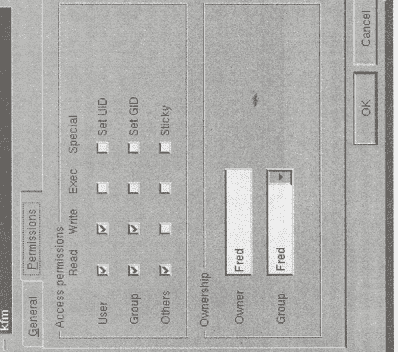 kfm
General Permissions
Access permissions
Read Write Exec Special
User Set UID
Group Set GID
Others Sticky
Ownership
Owner Fred
Group Fred
OK Cancel